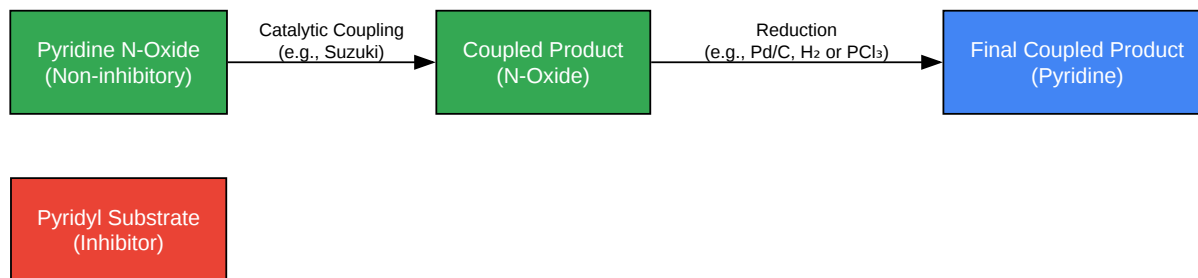 Pyridine N-Oxide
(Non-inhibitory)
Catalytic Coupling
(e.g., Suzuki)
Coupled Product
(N-Oxide)
Reduction
(e.g., Pd/C, H₂ or PCl₃)
Final Coupled Product
(Pyridine)
Pyridyl Substrate
(Inhibitor)